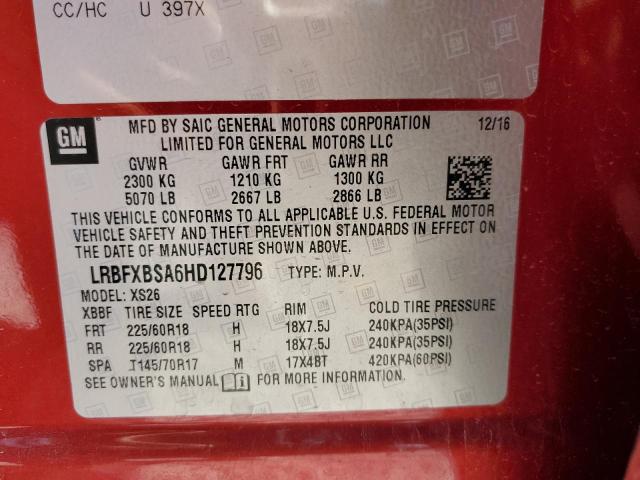 CC/HC U 397X
GM
MFD BY SAIC GENERAL MOTORS CORPORATION 12/16
LIMITED FOR GENERAL MOTORS LLC
GVWR GAWR FRT GAWR RR
2300 KG 1210 KG 1300 KG
5070 LB 2667 LB 2866 LB
THIS VEHICLE CONFORMS TO ALL APPLICABLE U.S. FEDERAL MOTOR
VEHICLE SAFETY AND THEFT PREVENTION STANDARDS IN EFFECT ON
THE DATE OF MANUFACTURE SHOWN ABOVE.
LRBFXBSA6HD127796 TYPE: M.P.V.
MODEL: XS26
XBBF TIRE SIZE SPEED RTG RIM COLD TIRE PRESSURE
FRT 225/60R18 H 18X7.5J 240KPA(35PSI)
RR 225/60R18 H 18X7.5J 240KPA(35PSI)
SPA T145/70R17 M 17X4BT 420KPA(60PSI)
SEE OWNER'S MANUAL FOR MORE INFORMATION.